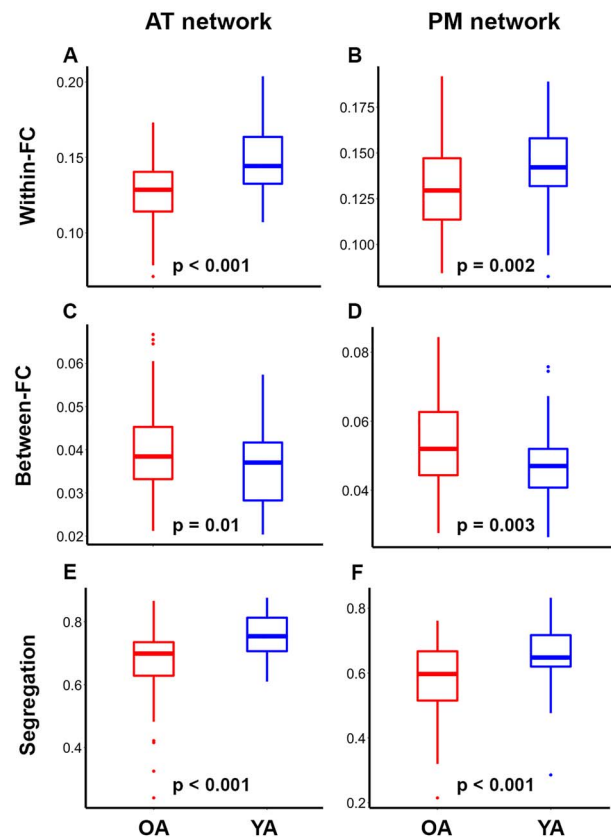 AT network
PM network
A
B
Within-FC
0.20
0.15
0.10
p < 0.001
0.175
0.150
0.125
0.100
p = 0.002
C
D
Between-FC
0.06
0.05
0.04
0.03
0.02
p = 0.01
0.08
0.06
0.04
p = 0.003
E
F
Segregation
0.8
0.6
0.4
p < 0.001
0.8
0.6
0.4
0.2
p < 0.001
OA
YA
OA
YA